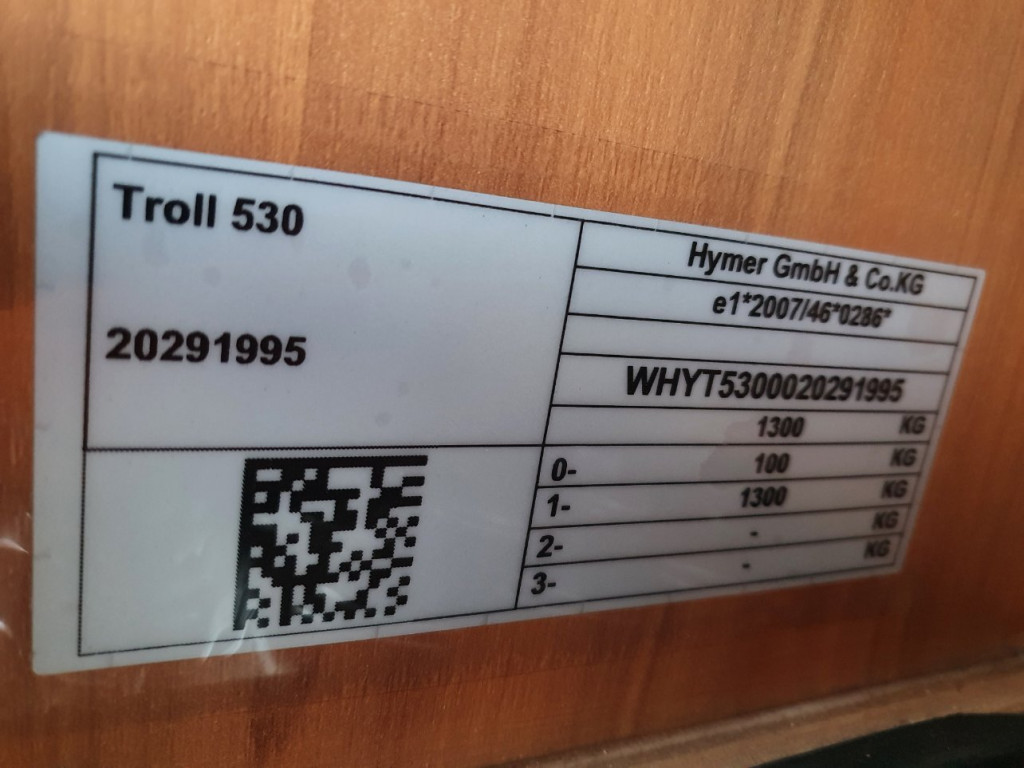 Troll 530
20291995
Hymer GmbH & Co.KG
e1*2007/46*0286*
WHYT5300020291995
1300 KG
0- 100 KG
1- 1300 KG
2- - KG
3- - KG